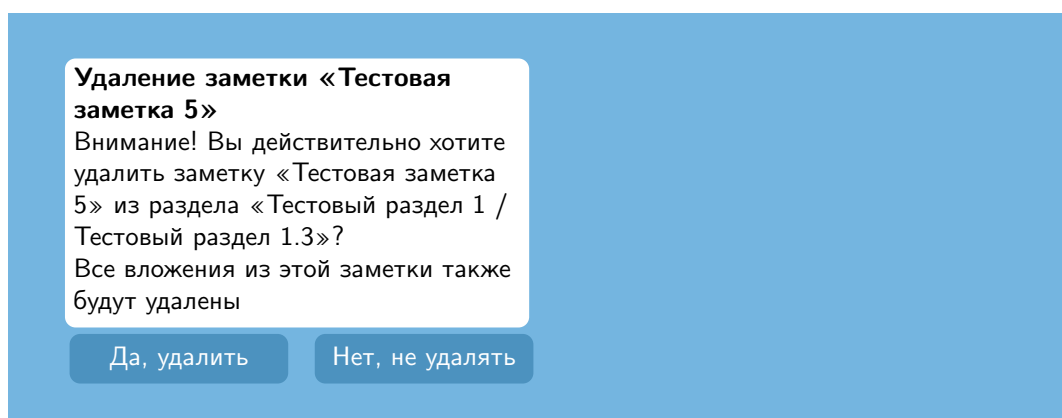 Удаление заметки «Тестовая
заметка 5»
Внимание! Вы действительно хотите
удалить заметку «Тестовая заметка
5» из раздела «Тестовый раздел 1 /
Тестовый раздел 1.3»?
Все вложения из этой заметки также
будут удалены
Да, удалить
Нет, не удалять